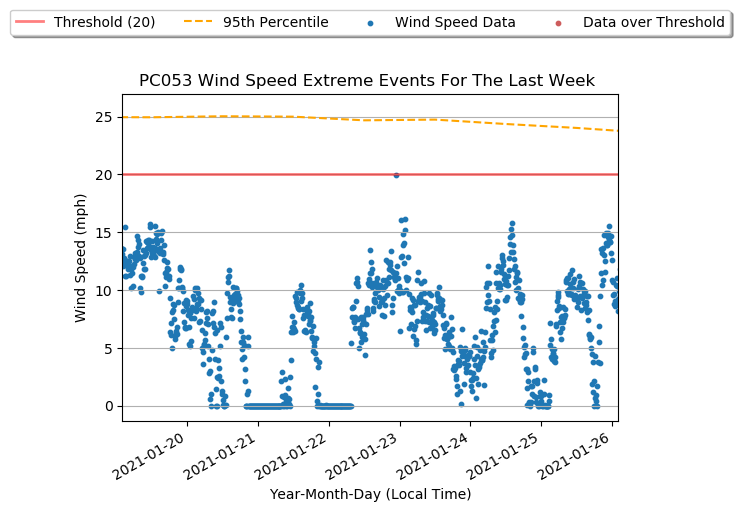 Threshold (20) 95th Percentile Wind Speed Data Data over Threshold
PC053 Wind Speed Extreme Events For The Last Week
25
20
15
10
5
0
Wind Speed (mph)
2021-01-20 2021-01-21 2021-01-22 2021-01-23 2021-01-24 2021-01-25 2021-01-26
Year-Month-Day (Local Time)